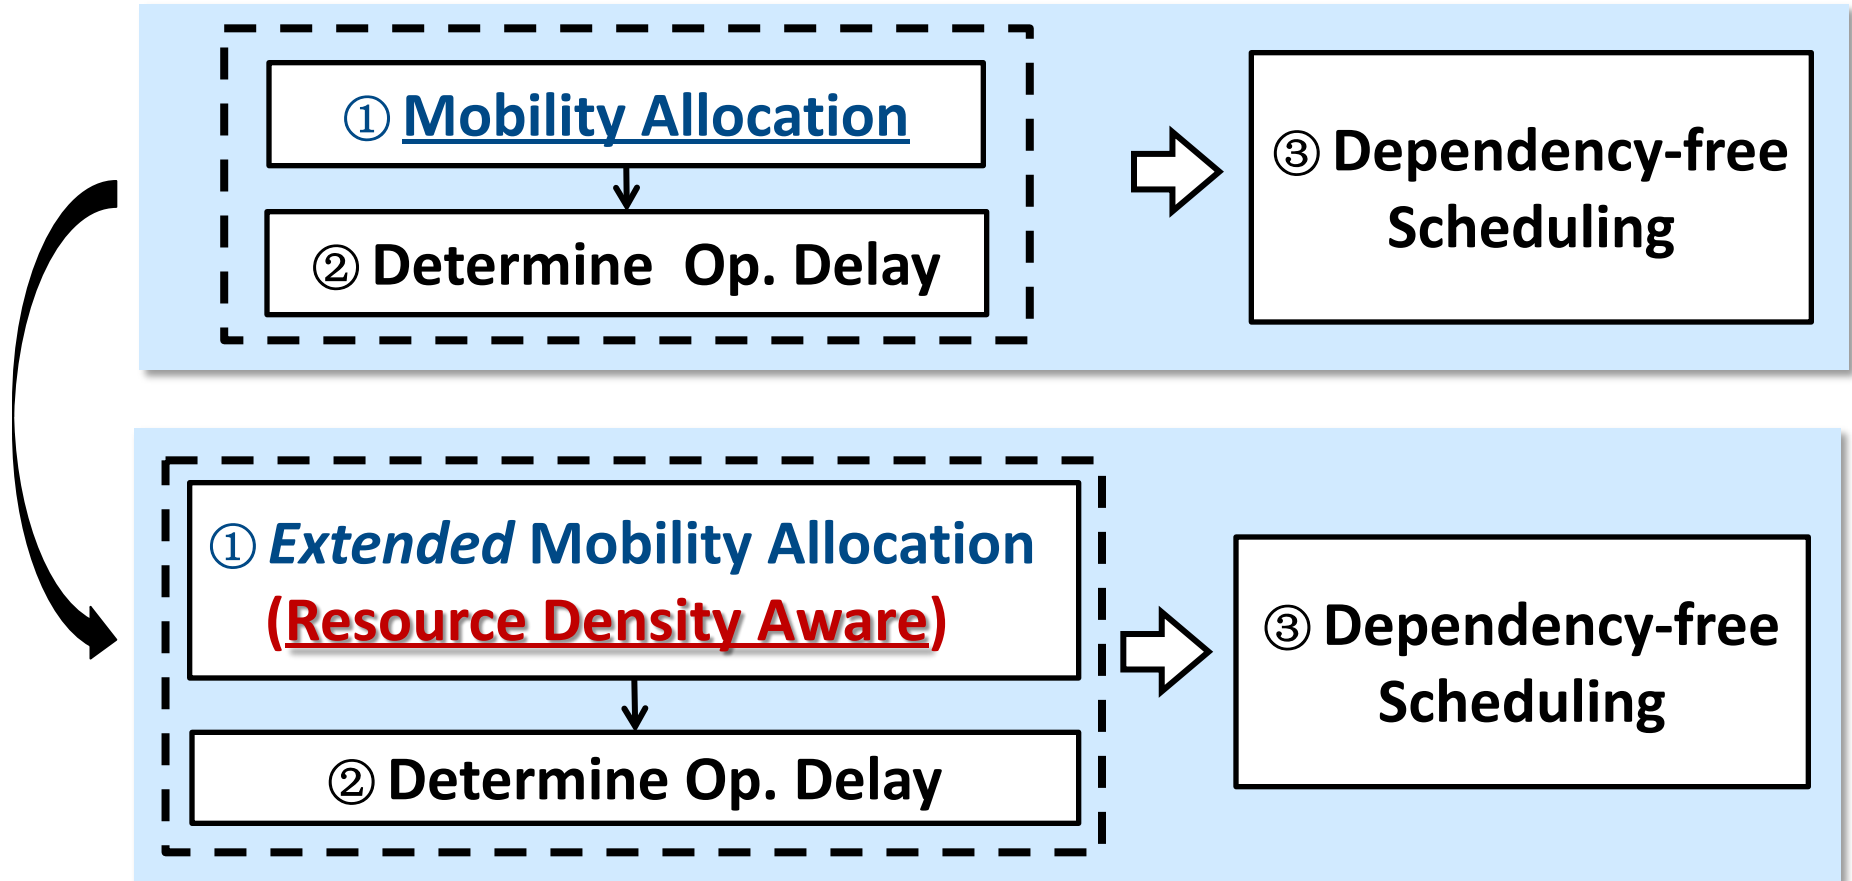 ① Mobility Allocation
② Determine Op. Delay
③ Dependency-free
Scheduling
① Extended Mobility Allocation
(Resource Density Aware)
② Determine Op. Delay
③ Dependency-free
Scheduling